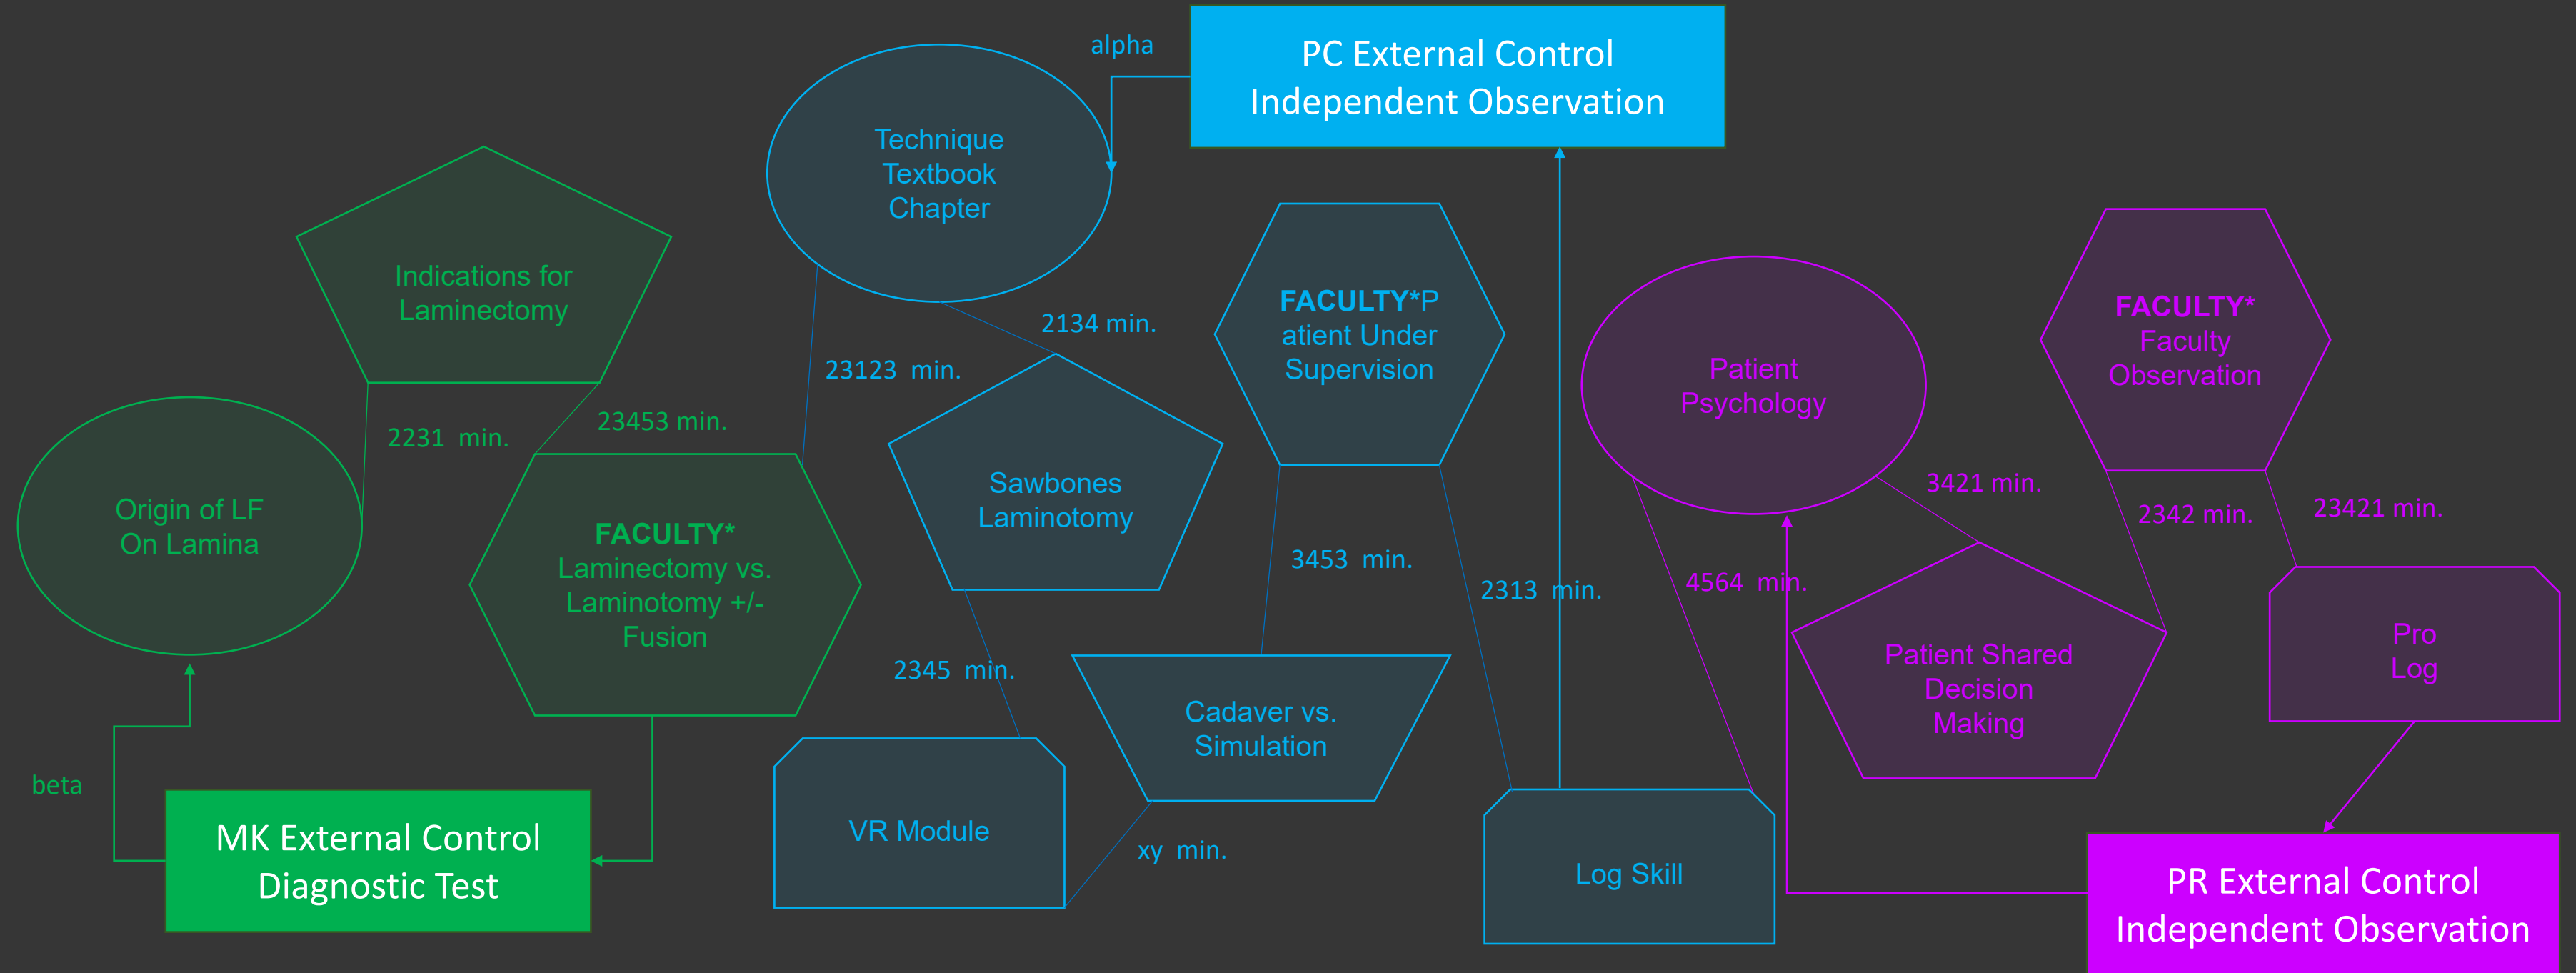 alpha
PC External Control
Independent Observation
Technique
Textbook
Chapter
Indications for
Laminectomy
FACULTY*P
atient Under
Supervision
FACULTY*
Faculty
Observation
2134 min.
23123  min.
Patient
Psychology
23453 min.
2231  min.
Origin of LF
On Lamina
Sawbones
Laminotomy
3421 min.
2342 min.
23421 min.
FACULTY*
Laminectomy vs.
Laminotomy +/-
Fusion
3453  min.
2313  min.
4564  min.
2345  min.
Patient Shared
Decision
Making
Pro
Log
Cadaver vs.
Simulation
beta
MK External Control
Diagnostic Test
VR Module
xy  min.
Log Skill
PR External Control
Independent Observation